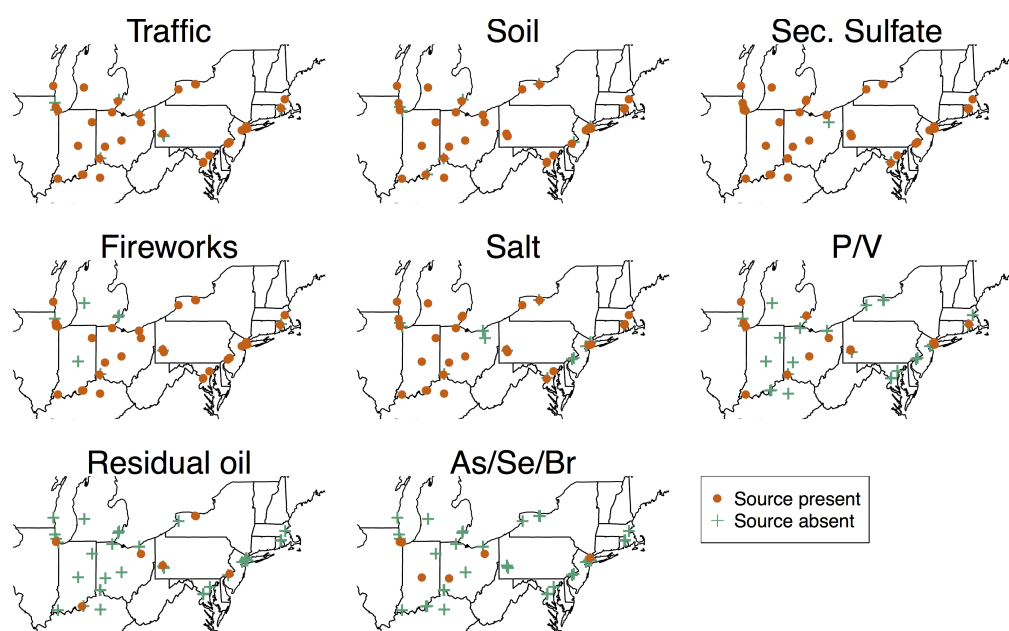 Traffic
Soil
Sec. Sulfate
Fireworks
Salt
P/V
Residual oil
As/Se/Br
Source present
Source absent